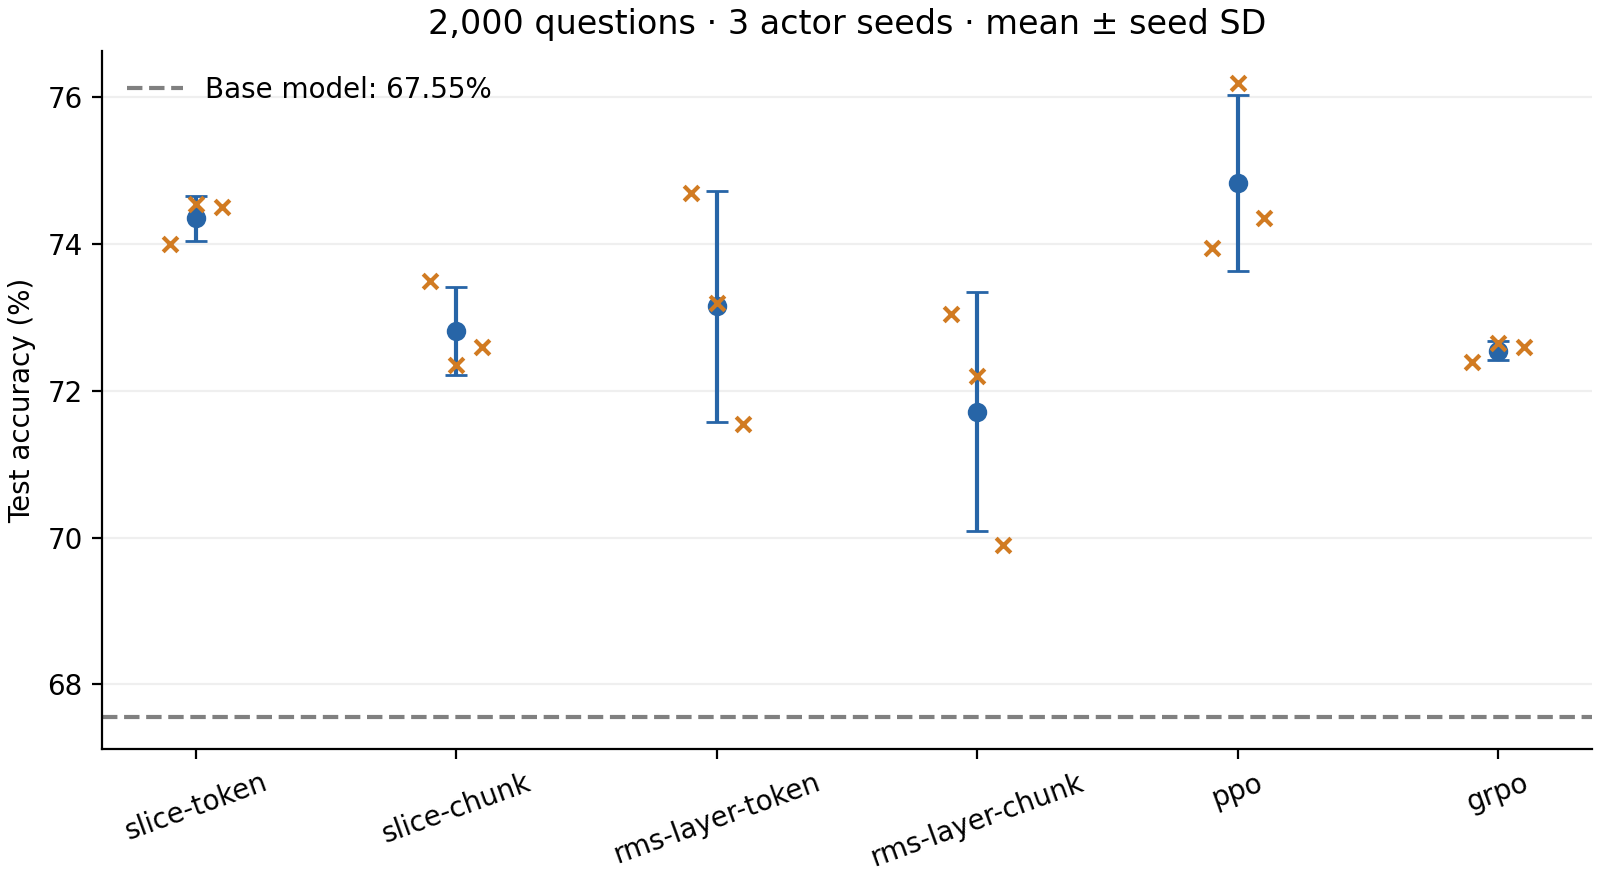 2,000 questions · 3 actor seeds · mean ± seed SD
Base model: 67.55%
Test accuracy (%)
76
74
72
70
68
slice-token
slice-chunk
rms-layer-token
rms-layer-chunk
ppo
grpo